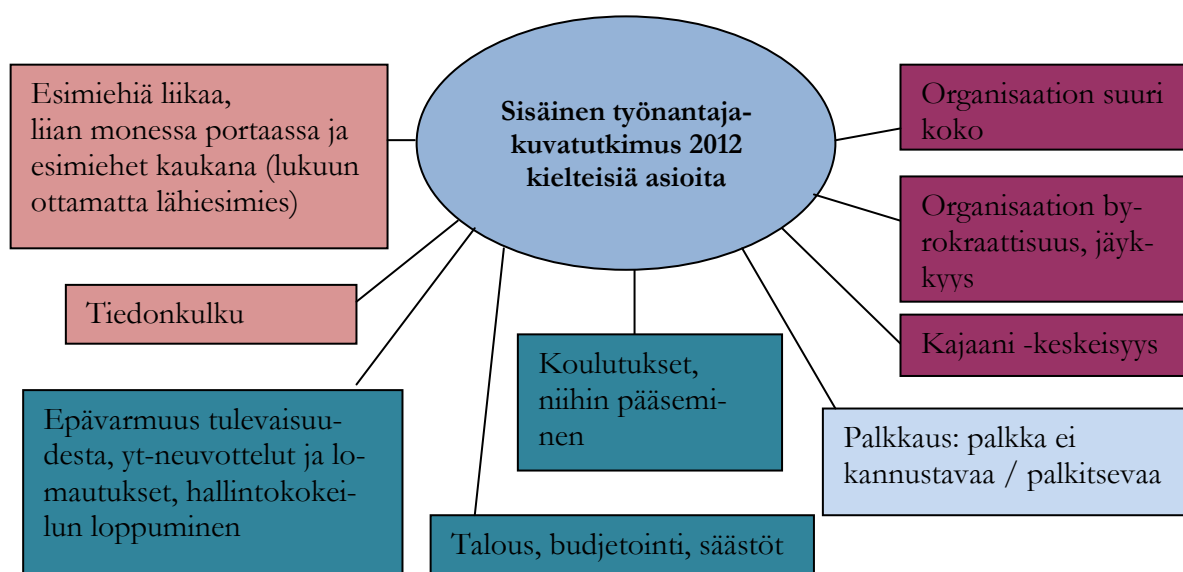 Sisäinen työnantaja-
kuvatutkimus 2012
kielteisiä asioita
Esimiehiä liikaa,
liian monessa portaassa ja
esimiehet kaukana (lukuun
ottamatta lähiesimies)
Tiedonkulku
Epävarmuus tulevaisuu-
desta, yt-neuvottelut ja lo-
mautukset, hallintokokei-
lun loppuminen
Talous, budjetointi, säästöt
Koulutukset,
niihin pääsemi-
nen
Palkkaus: palkka ei
kannustavaa / palkitsevaa
Kajaani -keskeisyys
Organisaation by-
rokraattisuus, jäyk-
kyys
Organisaation suuri
koko